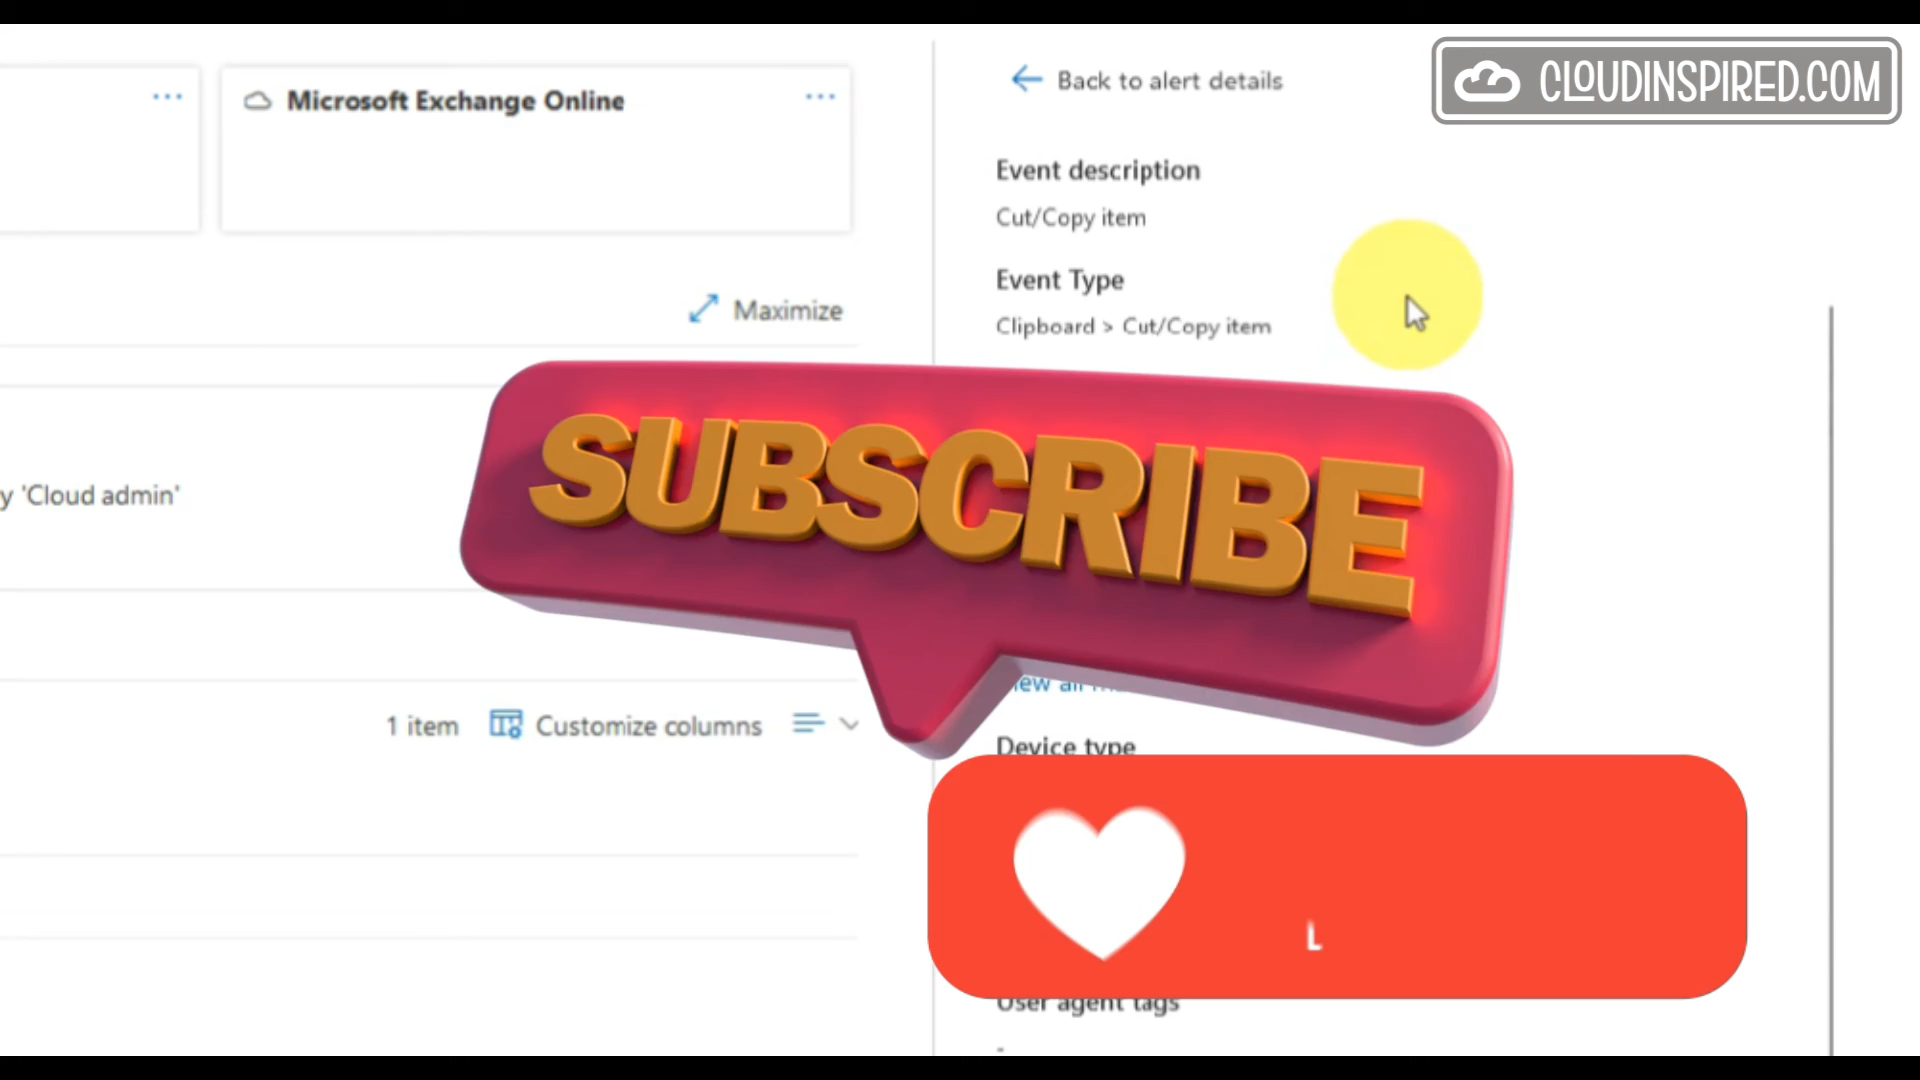 CLOUDINSPIRED.COM
Microsoft Exchange Online
Back to alert details
Event description
Cut/Copy item
Event Type
Clipboard > Cut/Copy item
Maximize
SUBSCRIBE
y 'Cloud admin'
1 item
Customize columns
Device type
L
User agent tags
-